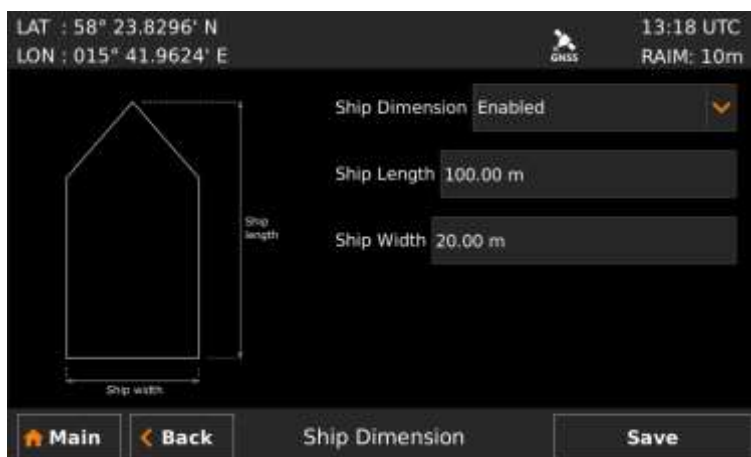 LAT : 58° 23.8296' N
LON : 015° 41.9624' E
GNSS
13:18 UTC
RAIM: 10m
Ship Dimension Enabled
Ship Length 100.00 m
Ship Width 20.00 m
Ship
length
Ship width
Main
Back
Ship Dimension
Save